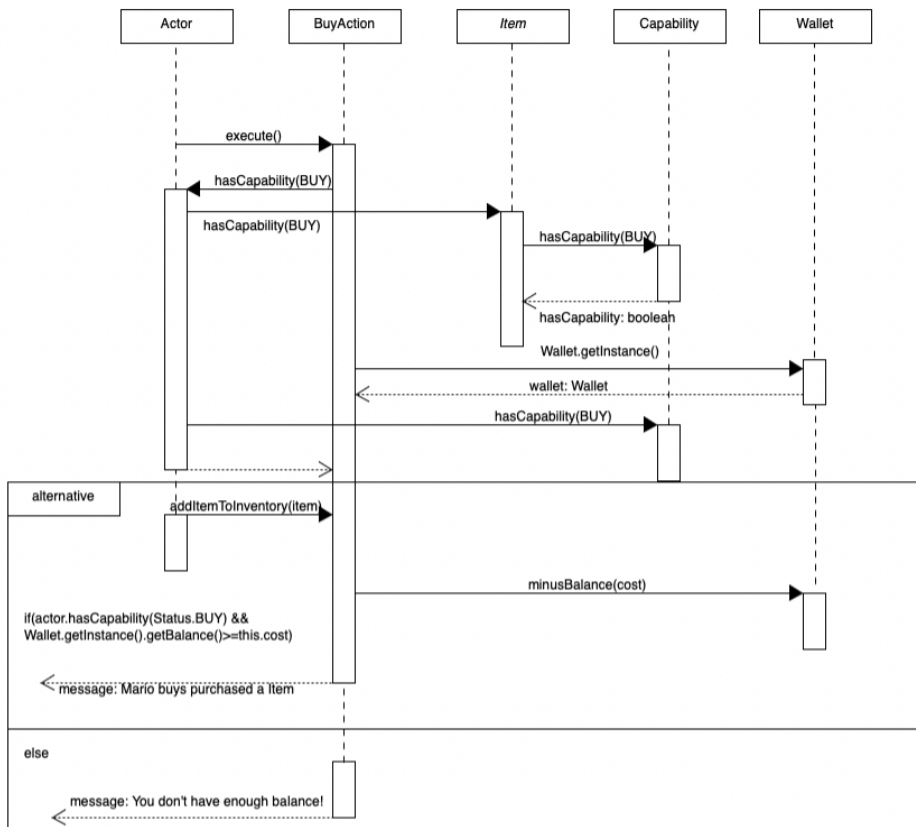 Actor
BuyAction
Item
Capability
Wallet
execute()
hasCapability(BUY)
hasCapability(BUY)
hasCapability(BUY)
hasCapability: boolean
Wallet.getInstance()
wallet: Wallet
hasCapability(BUY)
alternative
addItemToInventory(item)
minusBalance(cost)
if(actor.hasCapability(Status.BUY) &&
Wallet.getInstance().getBalance()>=this.cost)
message: Mario buys purchased a Item
else
message: You don't have enough balance!